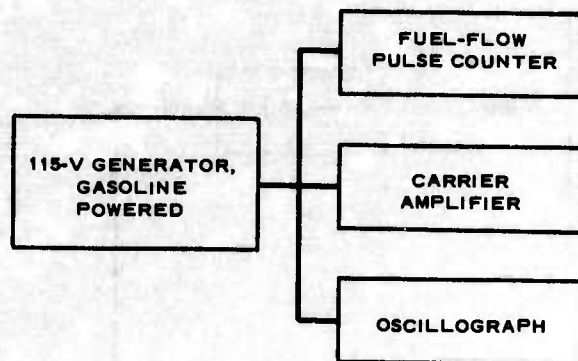 FUEL-FLOW
PULSE COUNTER
115-V GENERATOR,
GASOLINE
POWERED
CARRIER
AMPLIFIER
OSCILLOGRAPH